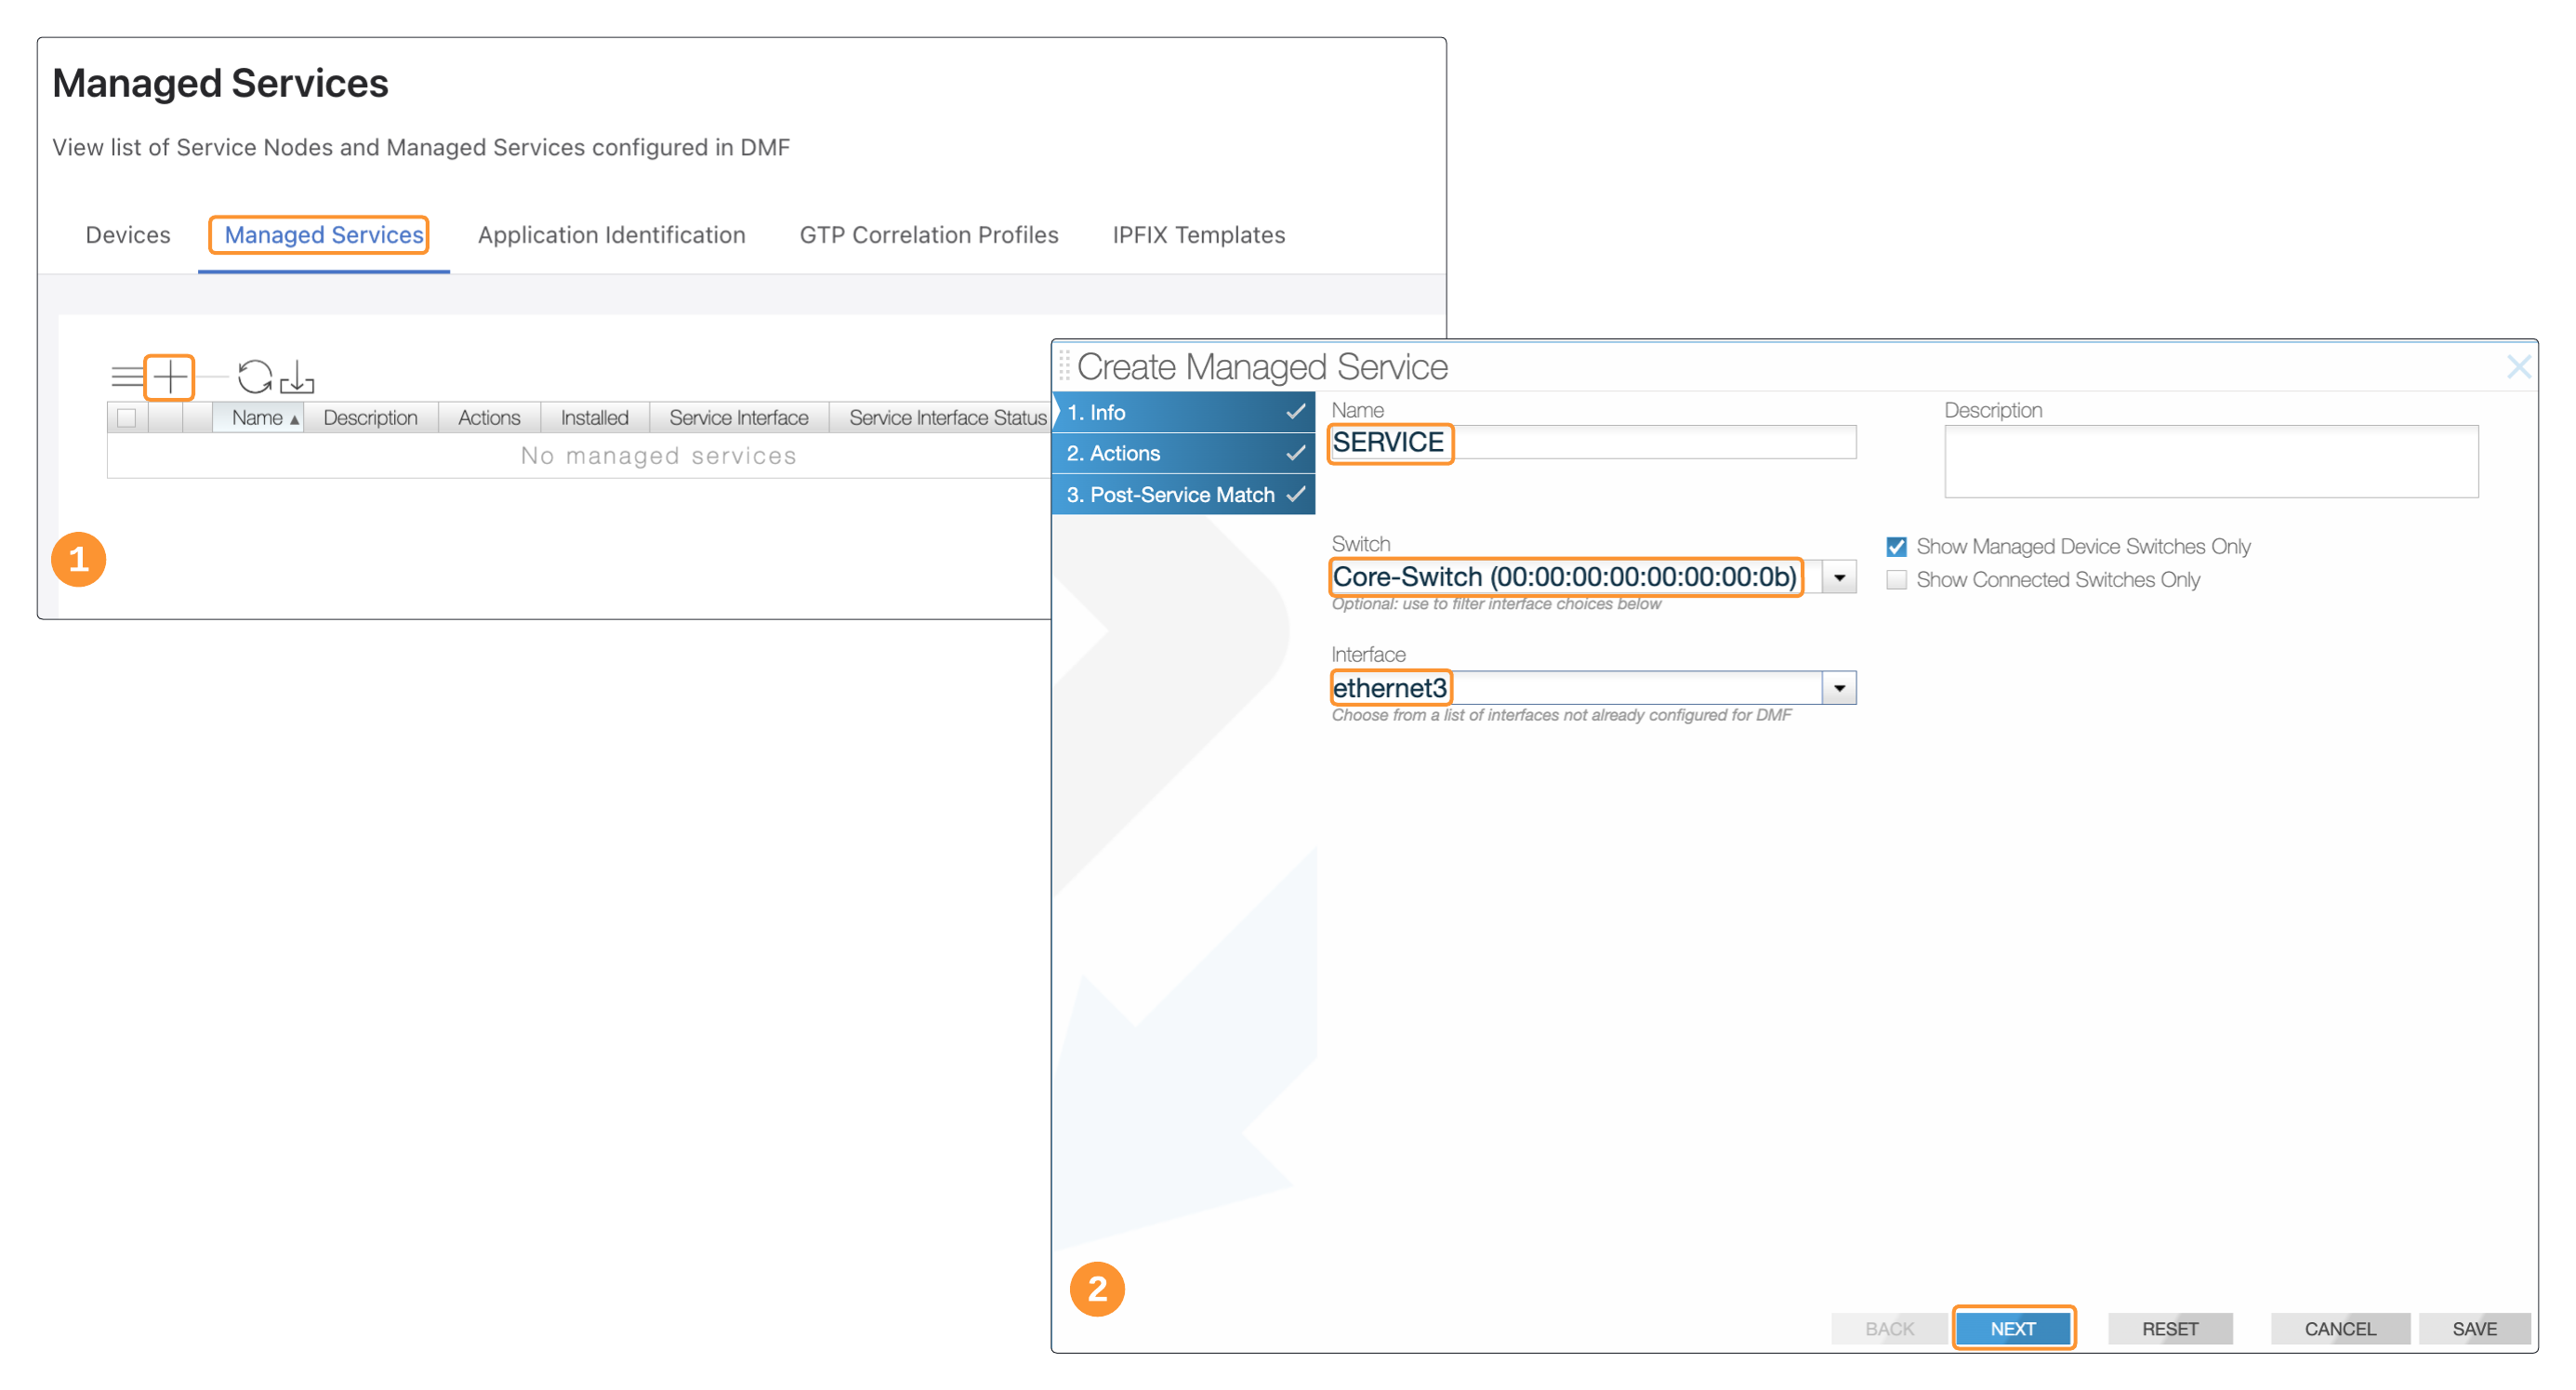 Managed Services
View list of Service Nodes and Managed Services configured in DMF
Devices Managed Services Application Identification GTP Correlation Profiles IPFIX Templates
Name ▲ Description Actions Installed Service Interface Service Interface Status
No managed services
1
Create Managed Service
1. Info
2. Actions
3. Post-Service Match
Name
SERVICE
Description
Switch
Core-Switch (00:00:00:00:00:00:00:0b)
Optional: use to filter interface choices below
Show Managed Device Switches Only
Show Connected Switches Only
Interface
ethernet3
Choose from a list of interfaces not already configured for DMF
2
BACK NEXT RESET CANCEL SAVE